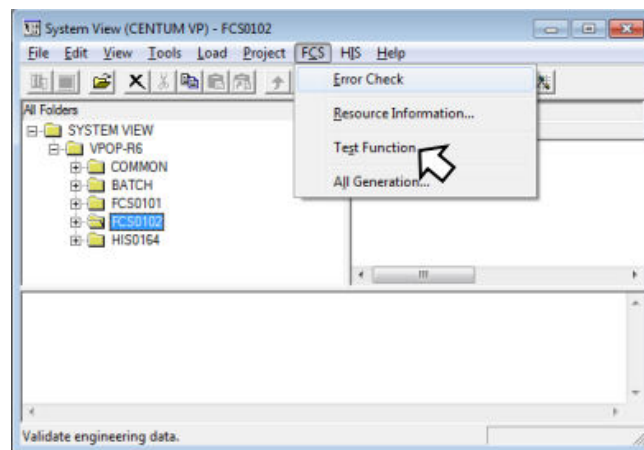 System View (CENTUM VP) - FCS0102
File Edit View Tools Load Project FCS HIS Help
All Folders
SYSTEM VIEW
VPOP-R6
COMMON
BATCH
FCS0101
FCS0102
HIS0164
Error Check
Resource Information...
Test Function
All Generation...
Validate engineering data.